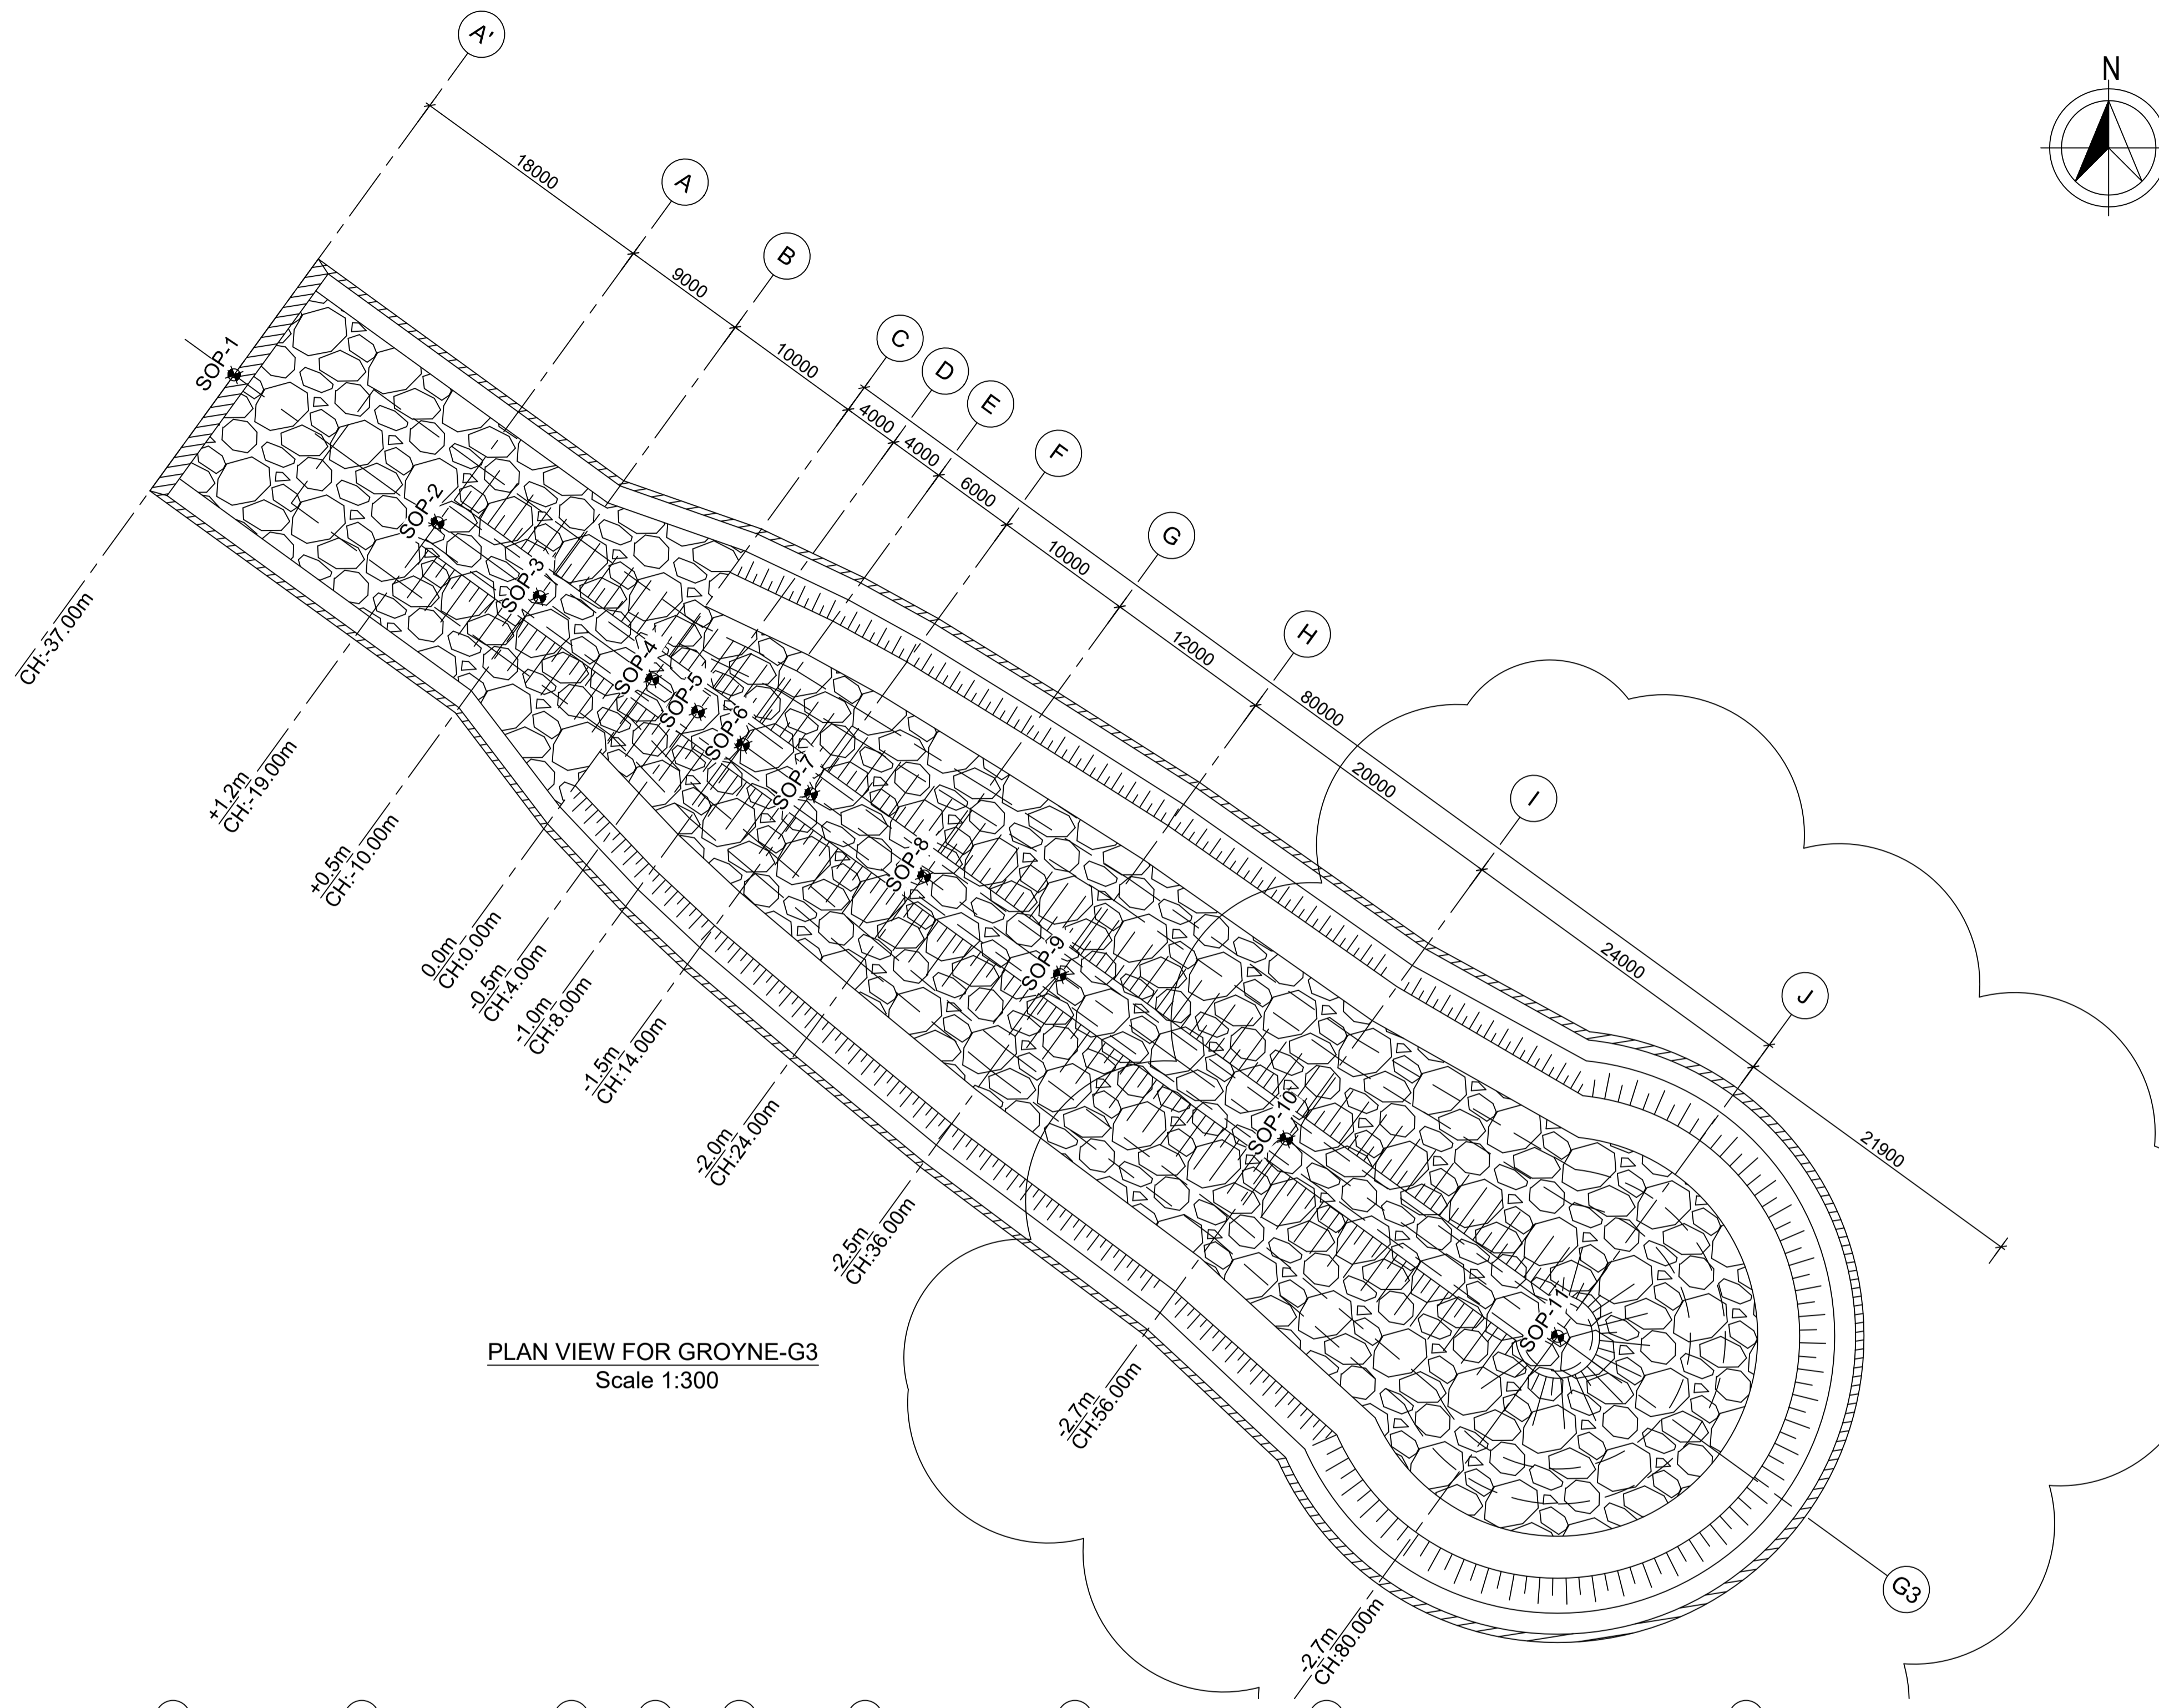 N
A'
A
B
C
D
E
F
G
H
I
J
G3
18000
9000
10000
4000
4000
6000
10000
12000
80000
20000
24000
21900
SOP-1
SOP-2
SOP-3
SOP-4
SOP-5
SOP-6
SOP-7
SOP-8
SOP-9
SOP-10
SOP-11
CH:-37.00m
+1.2m
CH:-19.00m
+0.5m
CH:-10.00m
0.0m
CH:0.00m
-0.5m
CH:4.00m
-1.0m
CH:8.00m
-1.5m
CH:14.00m
-2.0m
CH:24.00m
-2.5m
CH:36.00m
-2.7m
CH:56.00m
-2.7m
CH:80.00m
PLAN VIEW FOR GROYNE-G3
Scale 1:300